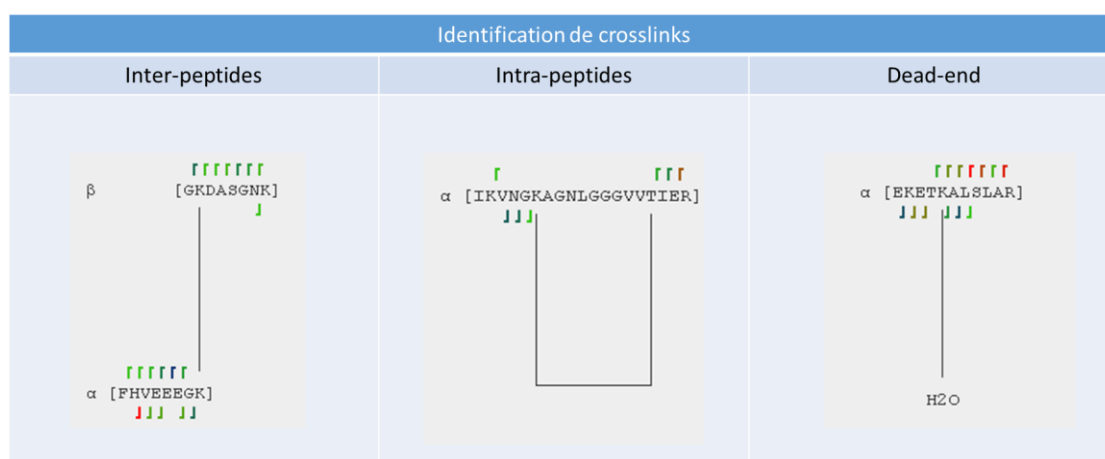 Identification de crosslinks
Inter-peptides
Intra-peptides
Dead-end
β [GKDASGNK]
α [FHVEEEGK]
α [IKVNGKAGNLGGGVVTIER]
α [EKETKALSLAR]
H2O